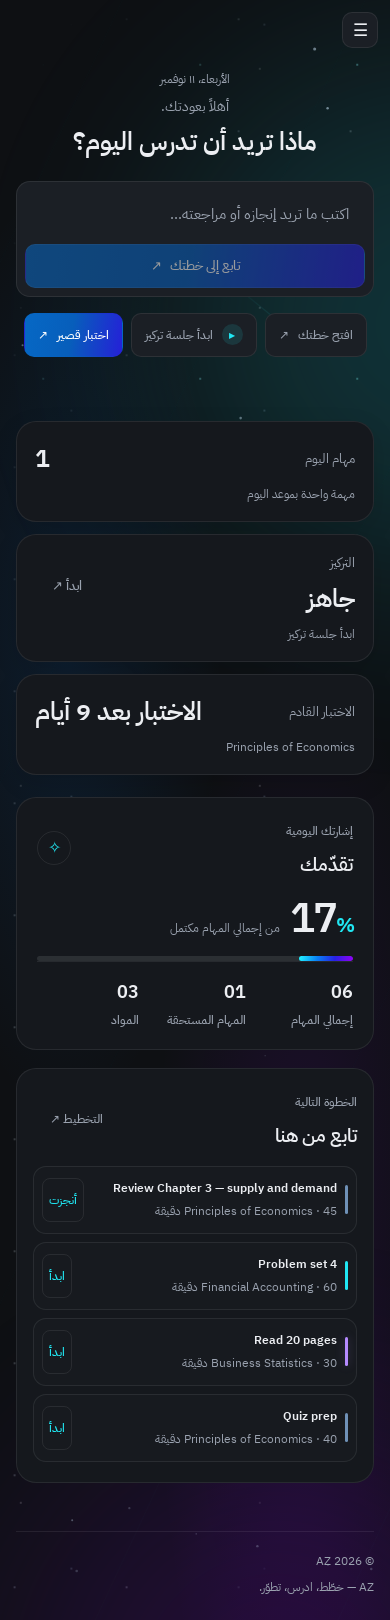 الأربعاء، ١١ نوفمبر
أهلاً بعودتك.
ماذا تريد أن تدرس اليوم؟
اكتب ما تريد إنجازه أو مراجعته...
تابع إلى خطتك ↗
افتح خطتك ↗
ابدأ جلسة تركيز
اختبار قصير ↗
مهام اليوم
1
مهمة واحدة بموعد اليوم
التركيز
جاهز
ابدأ ↗
ابدأ جلسة تركيز
الاختبار القادم
الاختبار بعد 9 أيام
Principles of Economics
إشارتك اليومية
تقدّمك
17%
من إجمالي المهام مكتمل
06
إجمالي المهام
01
المهام المستحقة
03
المواد
الخطوة التالية
تابع من هنا
التخطيط ↗
Review Chapter 3 — supply and demand
Principles of Economics · 45 دقيقة
أنجزت
Problem set 4
Financial Accounting · 60 دقيقة
ابدأ
Read 20 pages
Business Statistics · 30 دقيقة
ابدأ
Quiz prep
Principles of Economics · 40 دقيقة
ابدأ
© 2026 AZ
AZ — خطّط، ادرس، تطوّر.